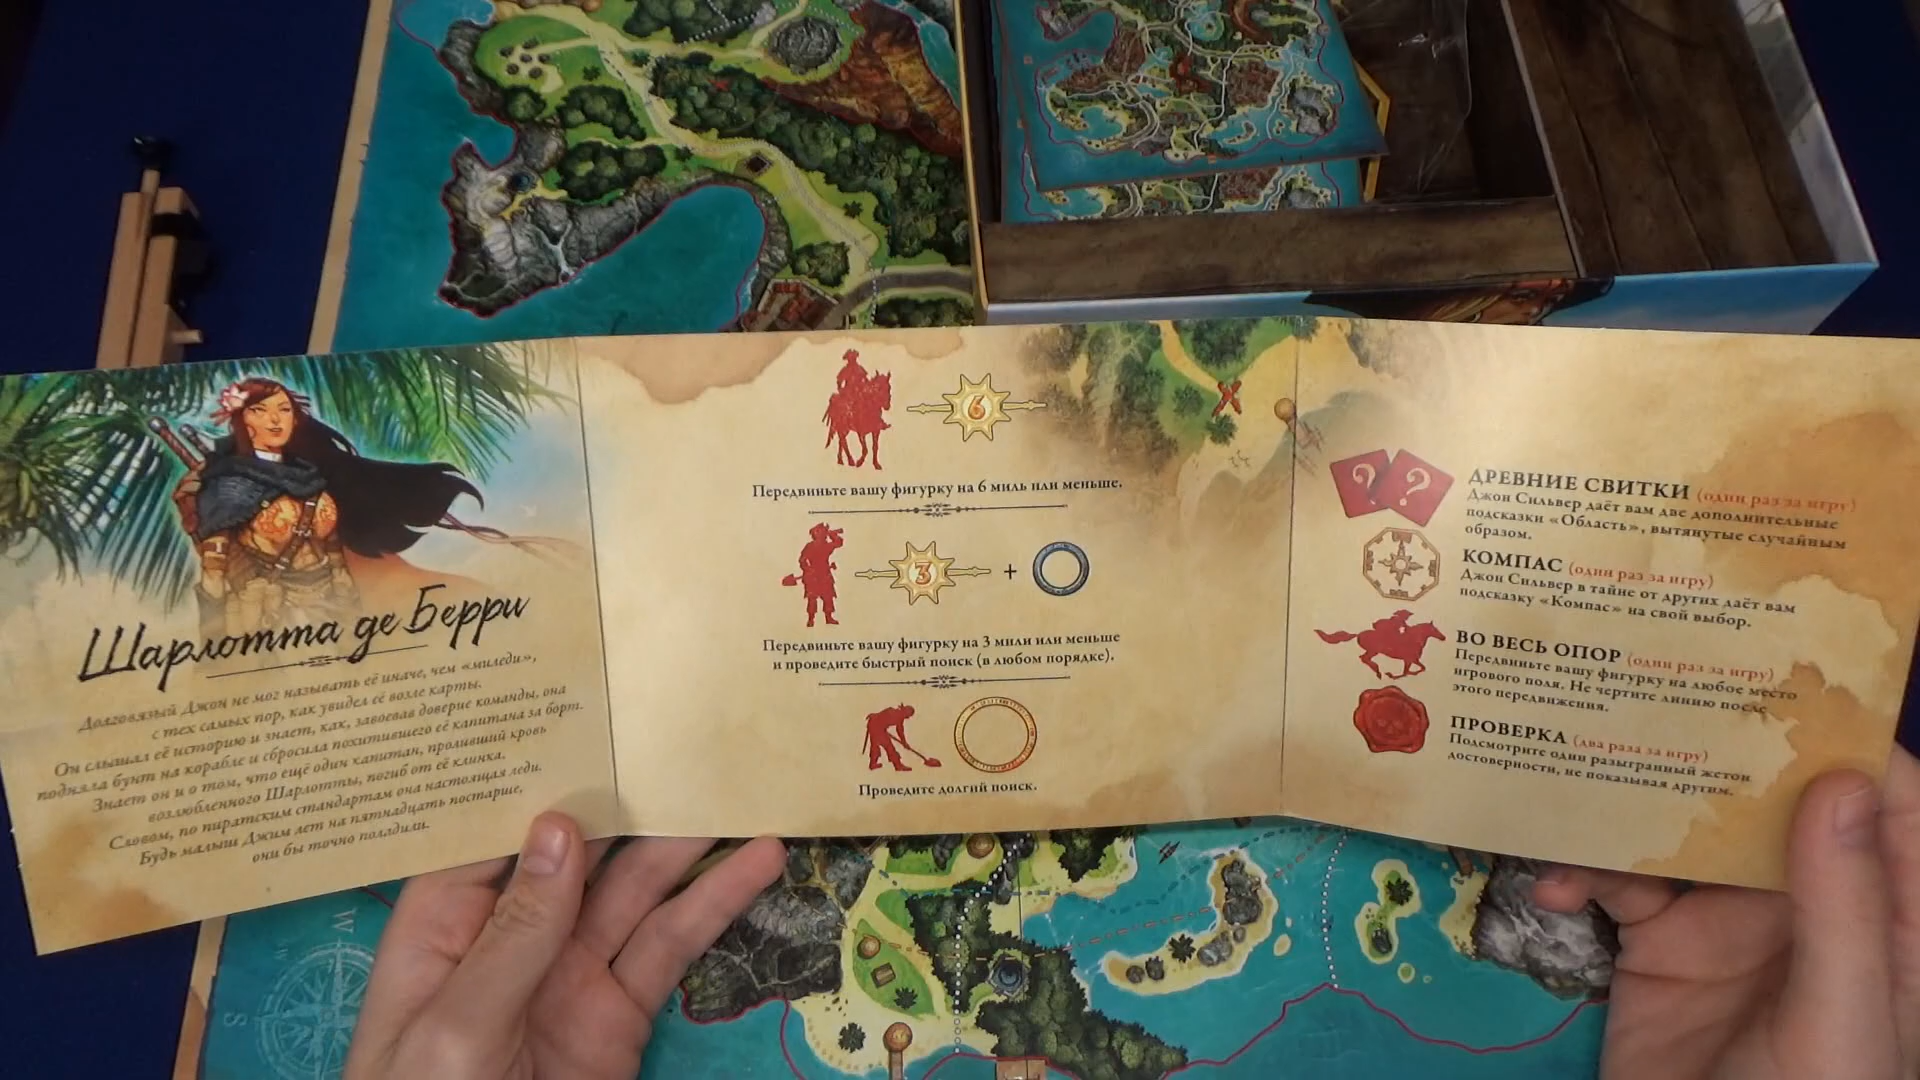 Шарлотта де Берри
Долговязый Джон не мог называть её иначе, чем «миледи»,
с тех самых пор, как увидел её возле карты.
Он слышал её историю и знает, как, завоевав доверие команды, она
подняла бунт на корабле и сбросила похитившего её капитана за борт.
Знает он и о том, что ещё один капитан, проливший кровь
возлюбленного Шарлотты, погиб от её клинка.
Словом, по пиратским стандартам она настоящая леди.
Будь малыш Джим лет на пятнадцать постарше,
они бы точно поладили.
6
Передвиньте вашу фигурку на 6 миль или меньше.
3 +
Передвиньте вашу фигурку на 3 мили или меньше
и проведите быстрый поиск (в любом порядке).
Проведите долгий поиск.
? ?
ДРЕВНИЕ СВИТКИ (один раз за игру)
Джон Сильвер даёт вам две дополнительные
подсказки «Область», вытянутые случайным
образом.
КОМПАС (один раз за игру)
Джон Сильвер в тайне от других даёт вам
подсказку «Компас» на свой выбор.
ВО ВЕСЬ ОПОР (один раз за игру)
Передвиньте вашу фигурку на любое место
игрового поля. Не чертите линию после
этого передвижения.
ПРОВЕРКА (два раза за игру)
Подсмотрите один разыгранный жетон
достоверности, не показывая другим.
W
S